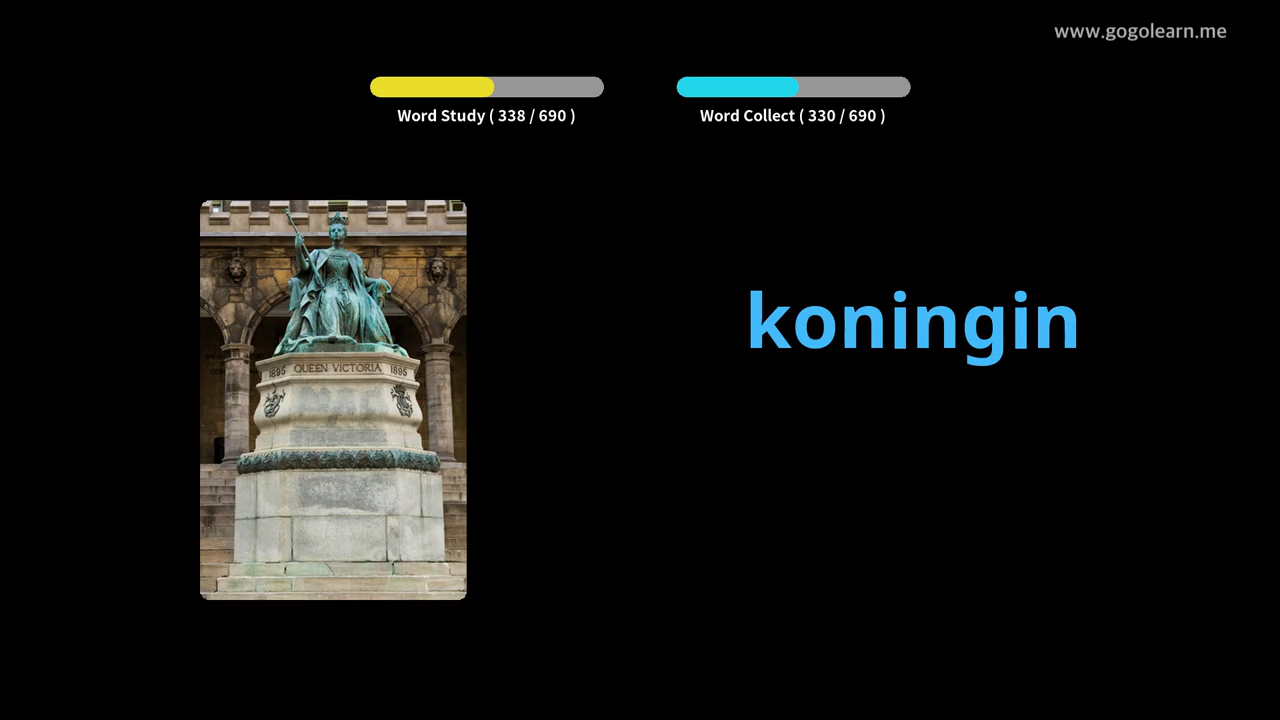 www.gogolearn.me
Word Study ( 338 / 690 )
Word Collect ( 330 / 690 )
koningin
1895 QUEEN VICTORIA 1895